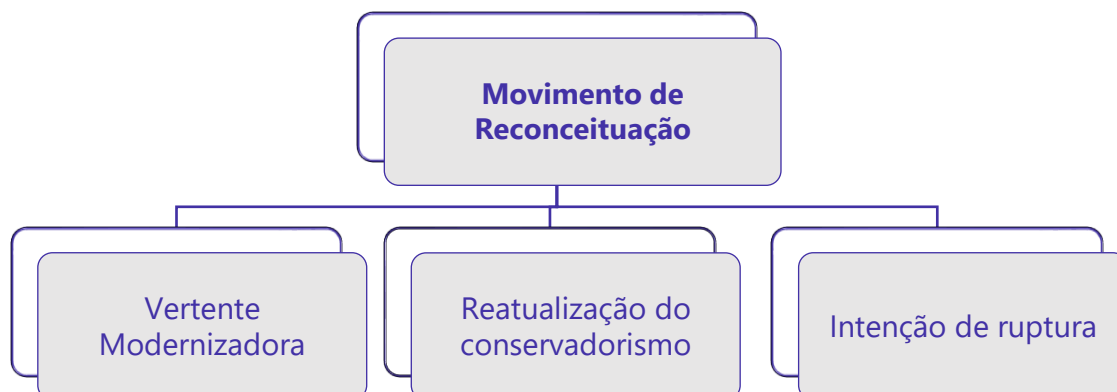 Movimento de
Reconceituação
Vertente
Modernizadora
Reatualização do
conservadorismo
Intenção de ruptura